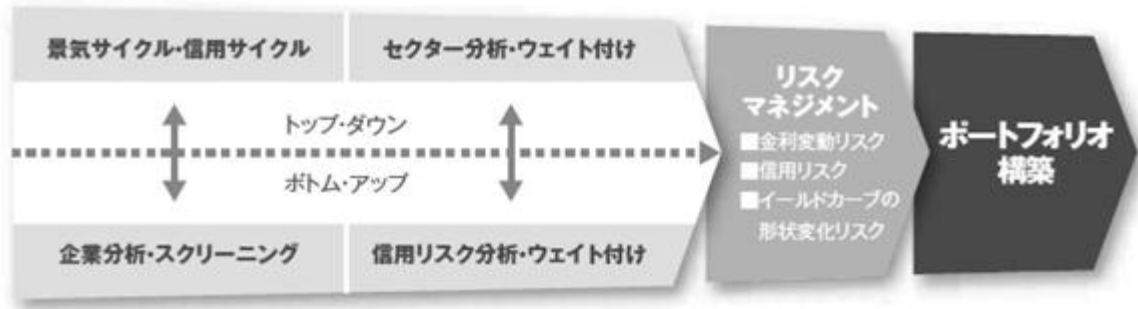 景気サイクル・信用サイクル
セクター分析・ウェイト付け
トップ・ダウン
ボトム・アップ
企業分析・スクリーニング
信用リスク分析・ウェイト付け
リスク
マネジメント
■金利変動リスク
■信用リスク
■イールドカーブの
形状変化リスク
ポートフォリオ
構築